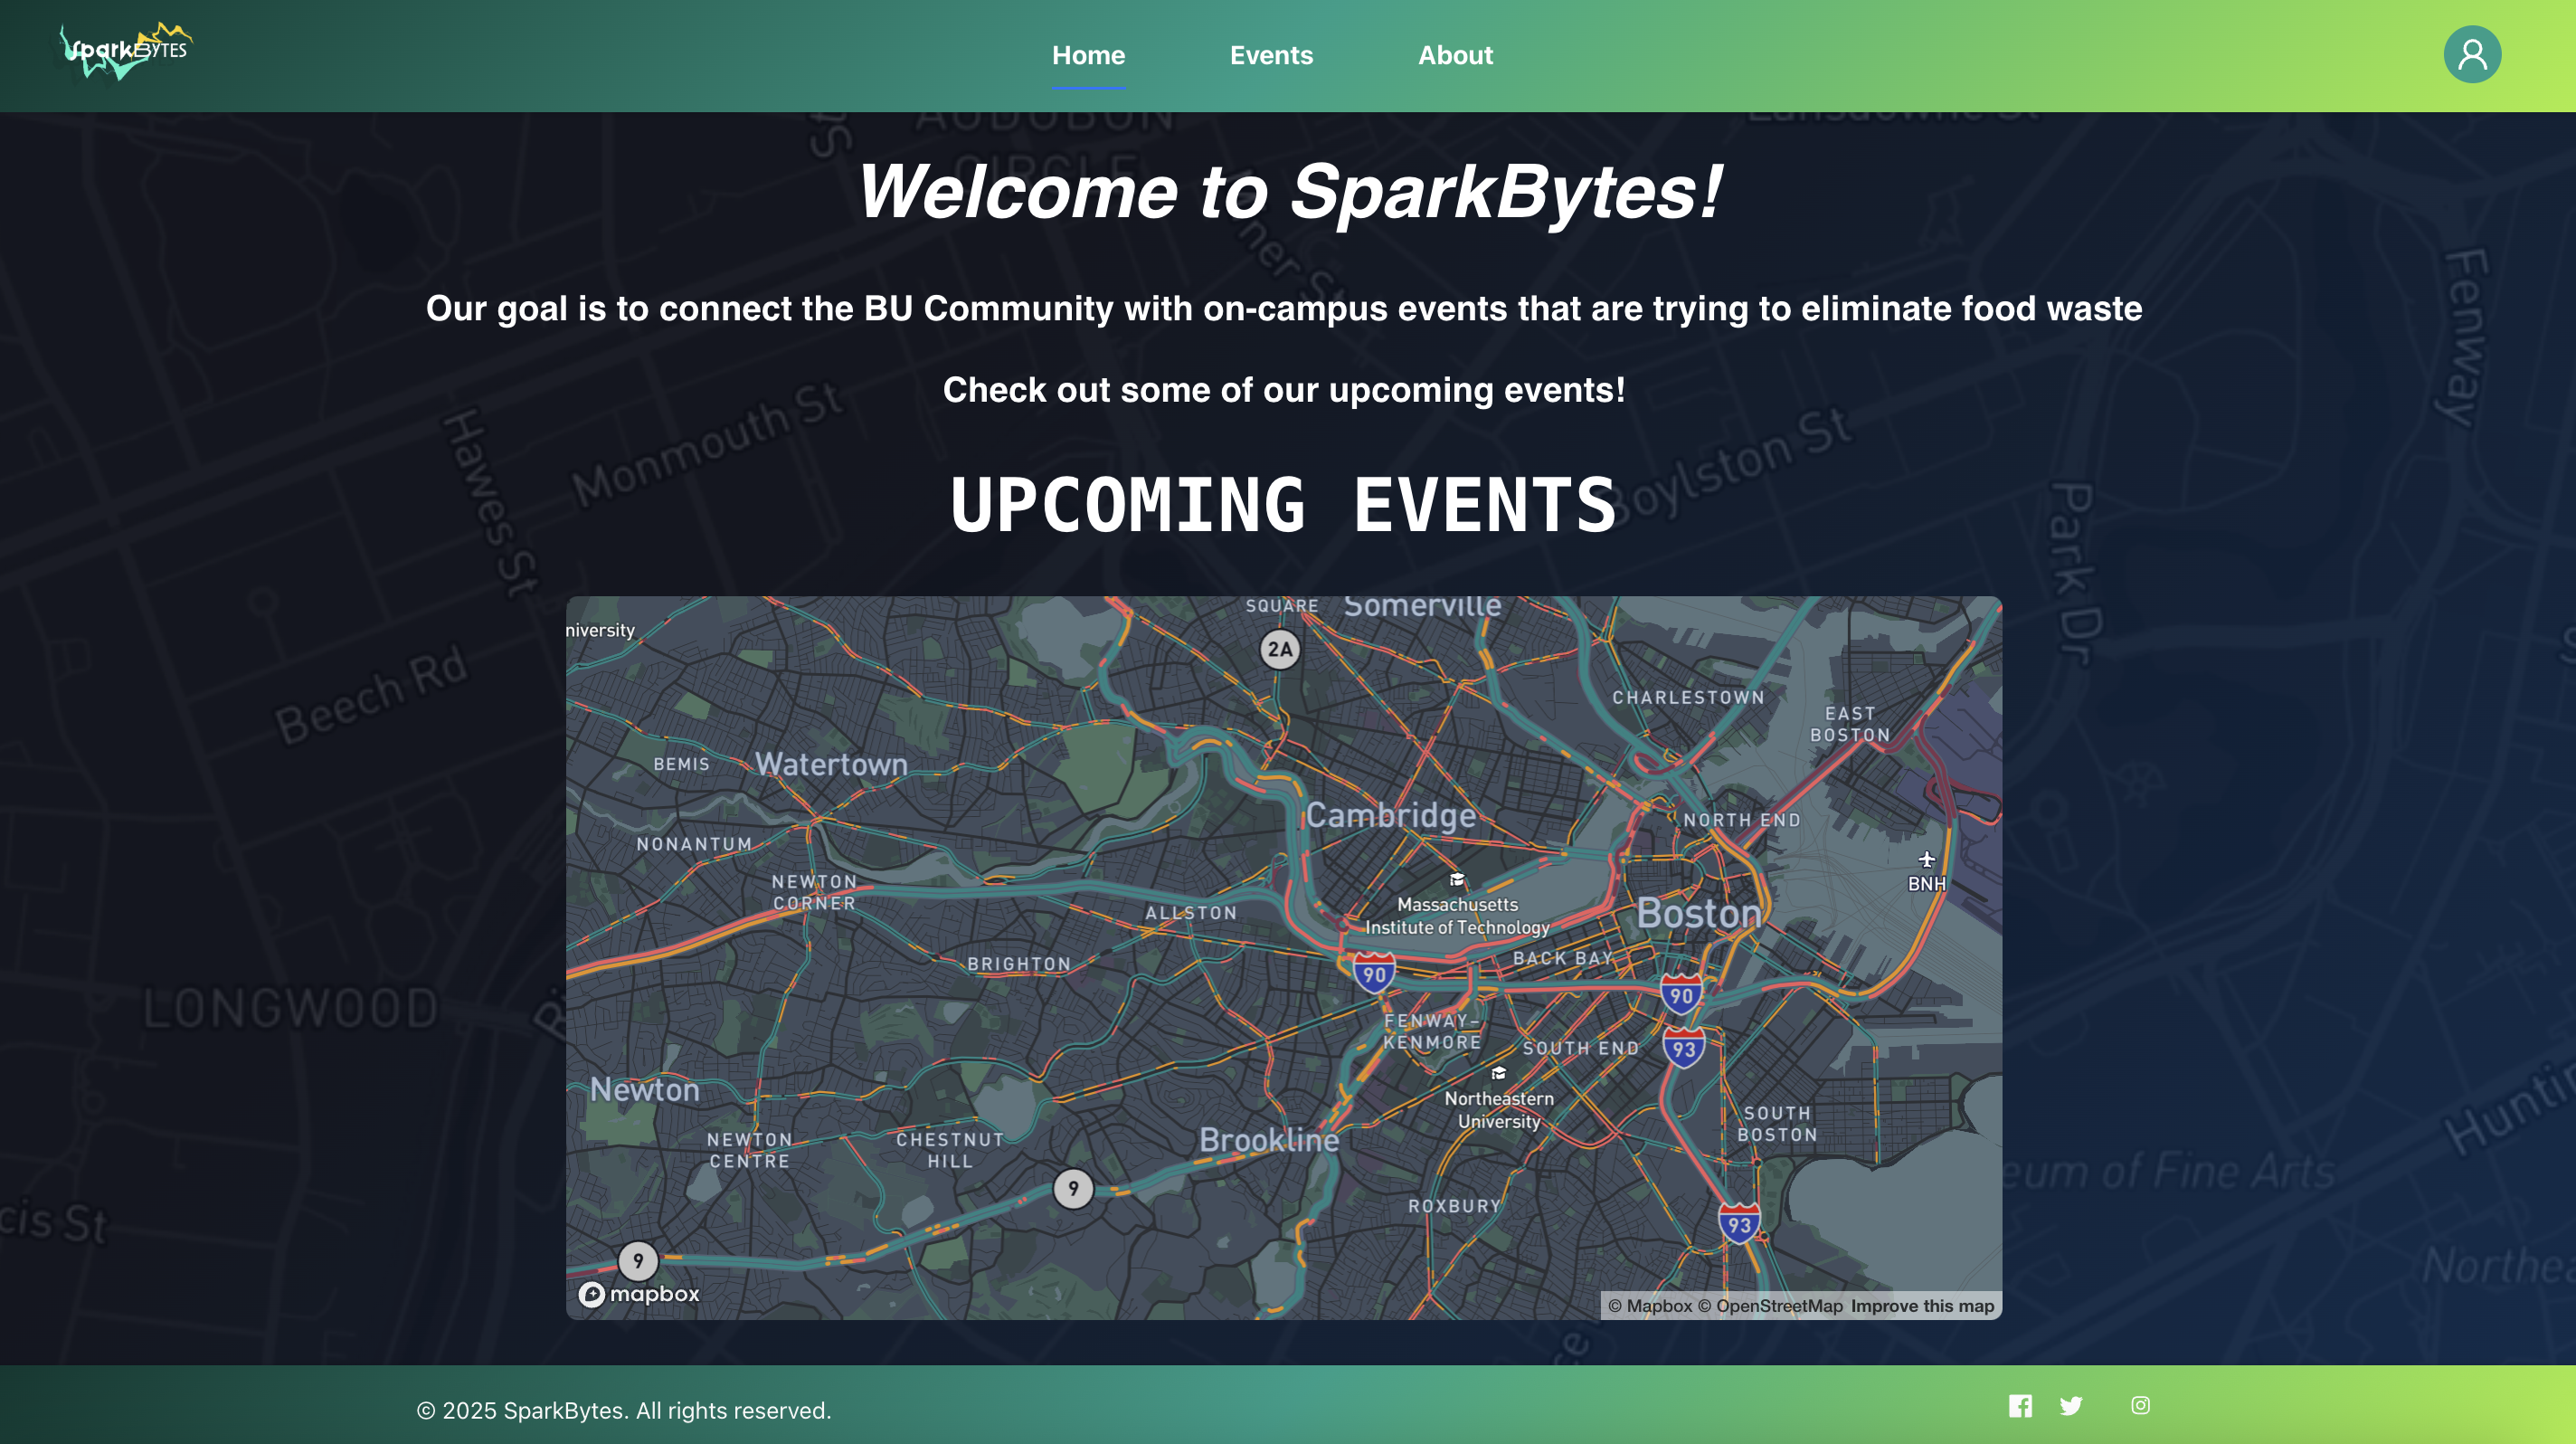 sparkBYTES
Home
Events
About
AUDUBON
CIRCLE
Lansdowne St
St
Welcome to SparkBytes!
Our goal is to connect the BU Community with on-campus events that are trying to eliminate food waste
Check out some of our upcoming events!
Fenway
Monmouth St
Hawes St
Boylston St
Park Dr
UPCOMING EVENTS
Beech Rd
SQUARE
Somerville
niversity
2A
CHARLESTOWN
EAST
BOSTON
BEMIS
Watertown
Cambridge
NORTH END
NONANTUM
NEWTON
CORNER
BNH
Massachusetts
Institute of Technology
ALLSTON
Boston
BRIGHTON
BACK BAY
90
90
LONGWOOD
FENWAY-
KENMORE
SOUTH END
93
Newton
Northeastern
University
SOUTH
BOSTON
Huntin
NEWTON
CENTRE
CHESTNUT
HILL
Brookline
eum of Fine Arts
9
ROXBURY
cis St
93
9
Northea
mapbox
© Mapbox © OpenStreetMap Improve this map
© 2025 SparkBytes. All rights reserved.